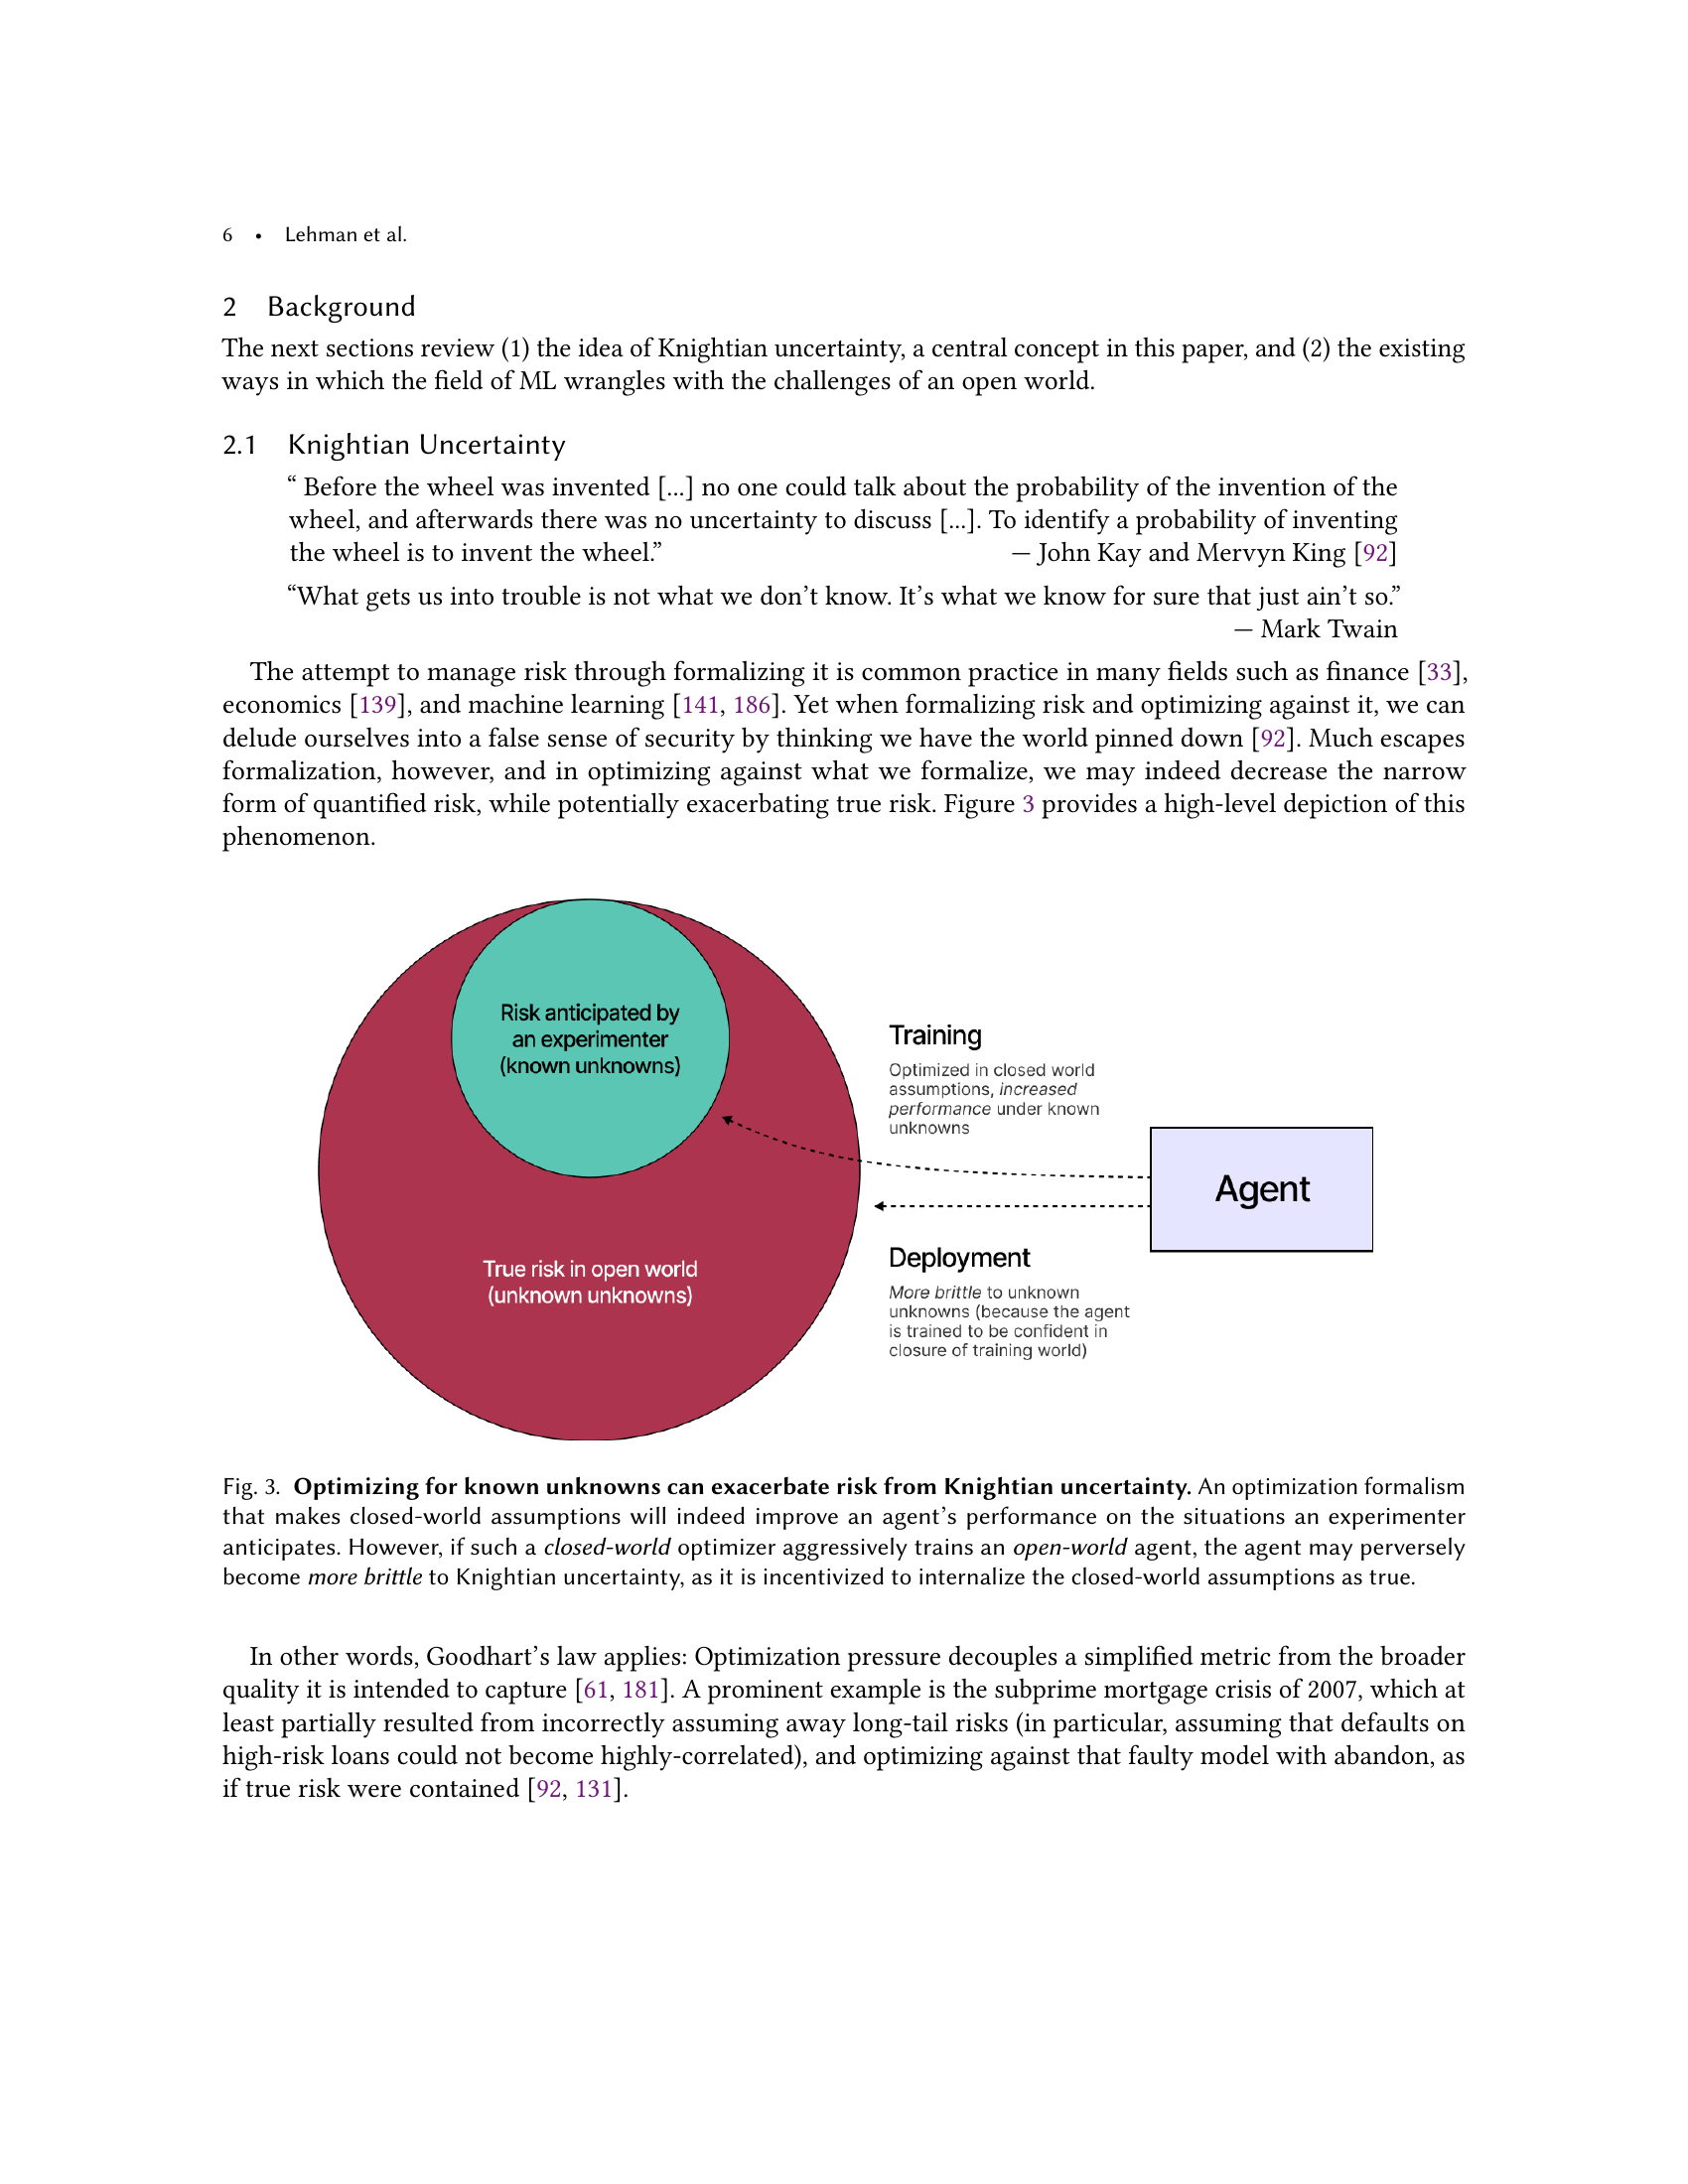 6 • Lehman et al.
2 Background
The next sections review (1) the idea of Knightian uncertainty, a central concept in this paper, and (2) the existing
ways in which the field of ML wrangles with the challenges of an open world.
2.1 Knightian Uncertainty
“ Before the wheel was invented [...] no one could talk about the probability of the invention of the
wheel, and afterwards there was no uncertainty to discuss [...]. To identify a probability of inventing
the wheel is to invent the wheel.” — John Kay and Mervyn King [92]
“What gets us into trouble is not what we don’t know. It’s what we know for sure that just ain’t so.”
— Mark Twain
The attempt to manage risk through formalizing it is common practice in many fields such as finance [33],
economics [139], and machine learning [141, 186]. Yet when formalizing risk and optimizing against it, we can
delude ourselves into a false sense of security by thinking we have the world pinned down [92]. Much escapes
formalization, however, and in optimizing against what we formalize, we may indeed decrease the narrow
form of quantified risk, while potentially exacerbating true risk. Figure 3 provides a high-level depiction of this
phenomenon.
Risk anticipated by
an experimenter
(known unknowns)
True risk in open world
(unknown unknowns)
Training
Optimized in closed world
assumptions, increased
performance under known
unknowns
Agent
Deployment
More brittle to unknown
unknowns (because the agent
is trained to be confident in
closure of training world)
Fig. 3. Optimizing for known unknowns can exacerbate risk from Knightian uncertainty. An optimization formalism
that makes closed-world assumptions will indeed improve an agent’s performance on the situations an experimenter
anticipates. However, if such a closed-world optimizer aggressively trains an open-world agent, the agent may perversely
become more brittle to Knightian uncertainty, as it is incentivized to internalize the closed-world assumptions as true.
In other words, Goodhart’s law applies: Optimization pressure decouples a simplified metric from the broader
quality it is intended to capture [61, 181]. A prominent example is the subprime mortgage crisis of 2007, which at
least partially resulted from incorrectly assuming away long-tail risks (in particular, assuming that defaults on
high-risk loans could not become highly-correlated), and optimizing against that faulty model with abandon, as
if true risk were contained [92, 131].